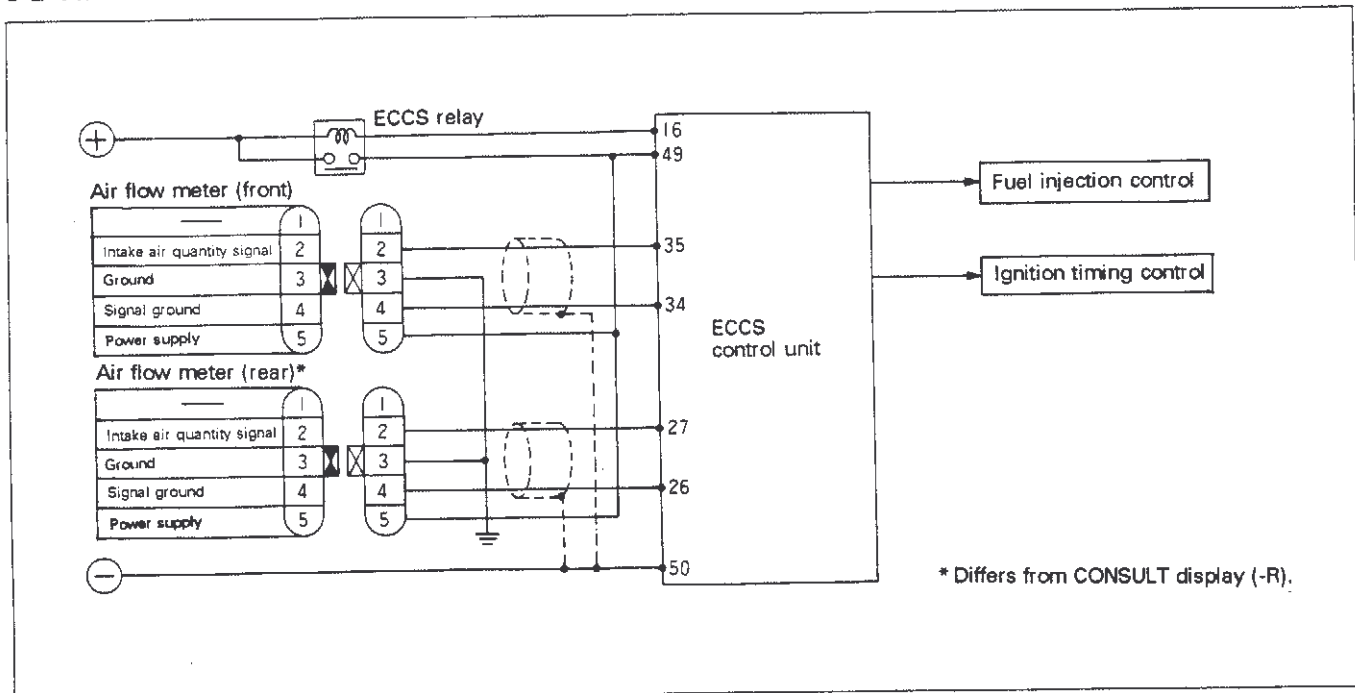 ECCS relay
16
49
Air flow meter (front)
1 1
Intake air quantity signal 2 2
35
Ground 3 3
Signal ground 4 4
34
Power supply 5 5
ECCS
control unit
Fuel injection control
Ignition timing control
Air flow meter (rear)*
1 1
Intake air quantity signal 2 2
27
Ground 3 3
Signal ground 4 4
26
Power supply 5 5
50
* Differs from CONSULT display (-R).